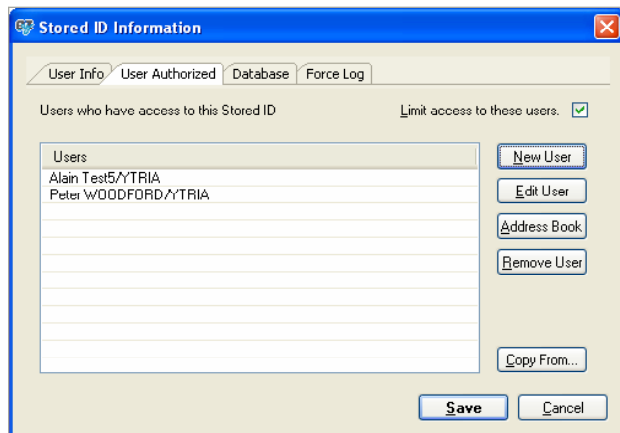 Stored ID Information
User Info User Authorized Database Force Log
Users who have access to this Stored ID Limit access to these users.
Users
New User
Alain Test5/YTRIA
Peter WOODFORD/YTRIA
Edit User
Address Book
Remove User
Copy From...
Save Cancel